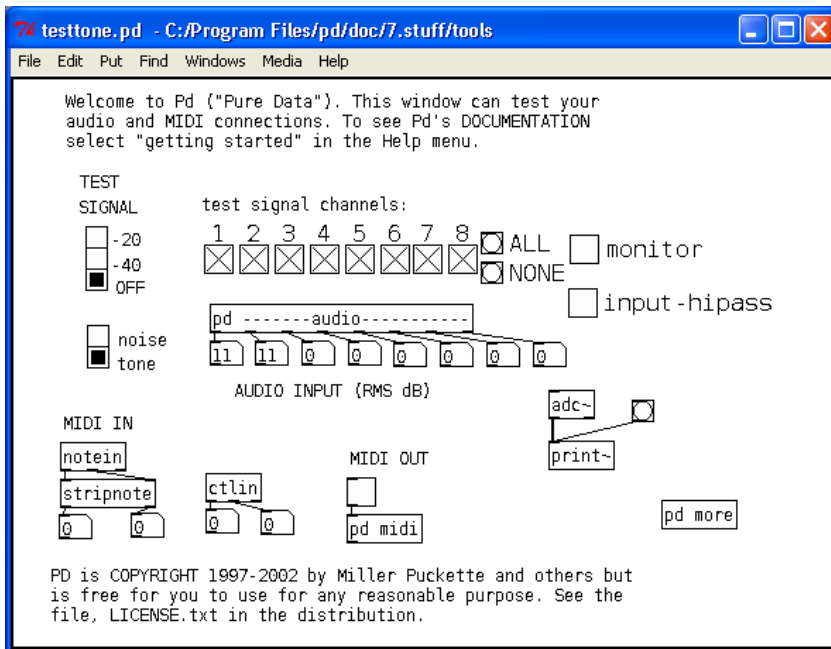 testtone.pd - C:/Program Files/pd/doc/7.stuff/tools
File Edit Put Find Windows Media Help
Welcome to Pd ("Pure Data"). This window can test your
audio and MIDI connections. To see Pd's DOCUMENTATION
select "getting started" in the Help menu.
TEST
SIGNAL
-20
-40
OFF
test signal channels:
1 2 3 4 5 6 7 8
ALL
NONE
monitor
input-hipass
noise
tone
pd -------audio-----------
11 11 0 0 0 0 0 0
AUDIO INPUT (RMS dB)
adc~
print~
MIDI IN
notein
stripnote
0 0
ctlin
0 0
MIDI OUT
pd midi
pd more
PD is COPYRIGHT 1997-2002 by Miller Puckette and others but
is free for you to use for any reasonable purpose. See the
file, LICENSE.txt in the distribution.